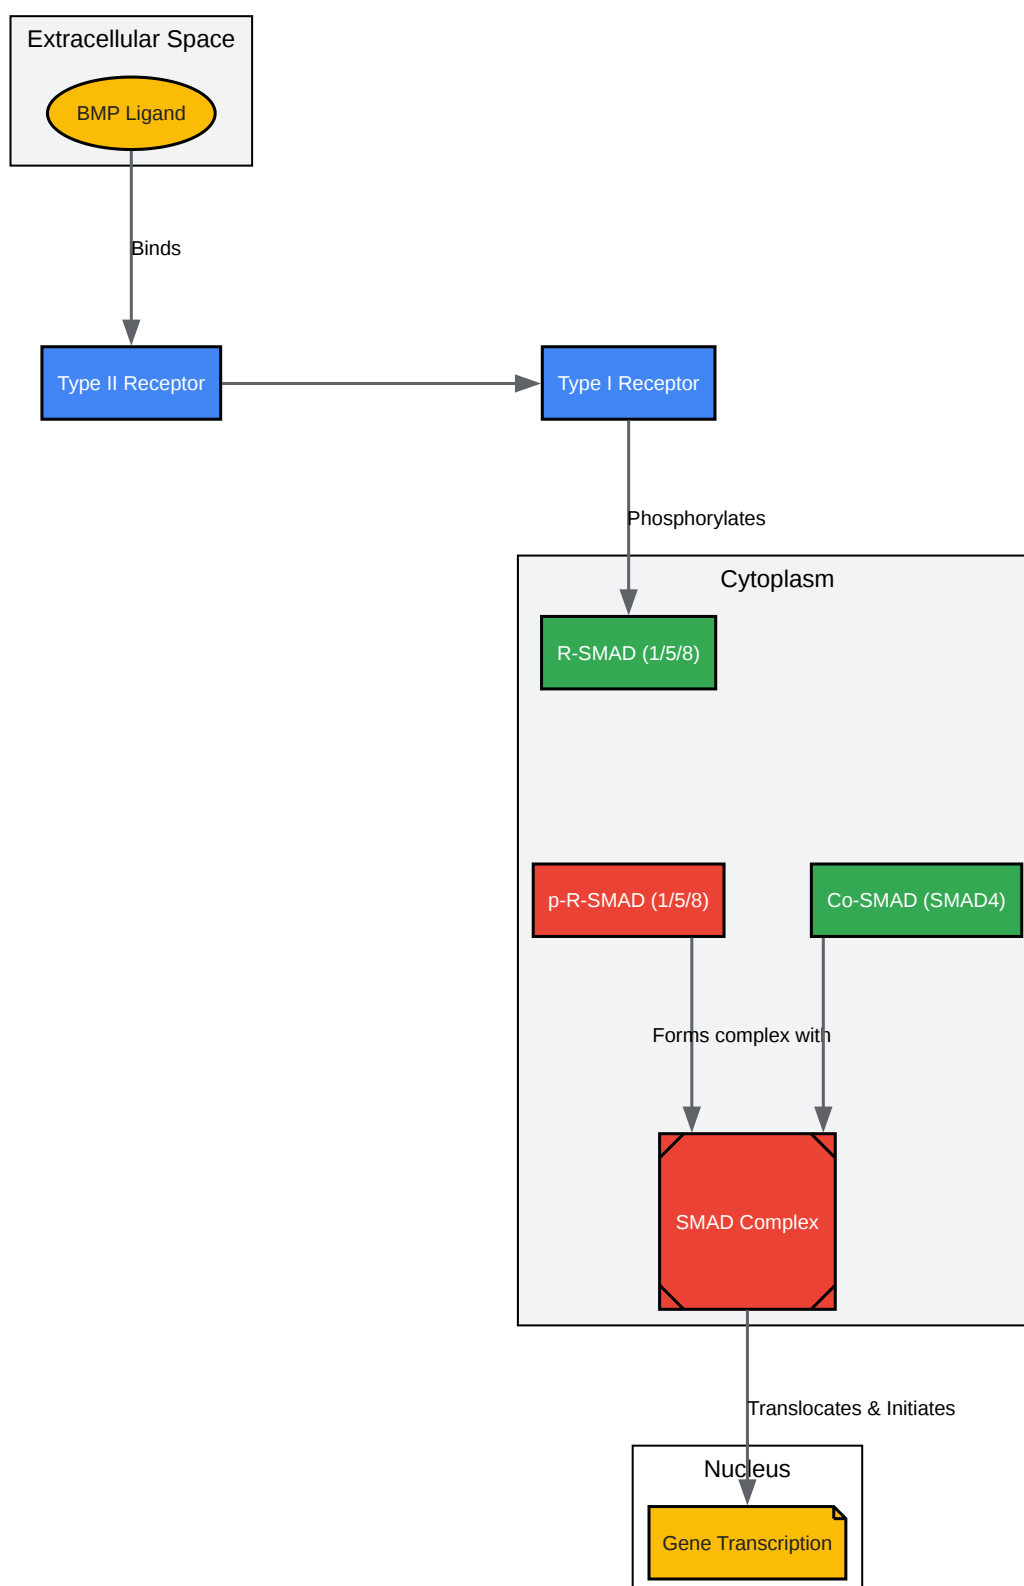 Extracellular Space
BMP Ligand
Binds
Type II Receptor
Type I Receptor
Phosphorylates
Cytoplasm
R-SMAD (1/5/8)
p-R-SMAD (1/5/8)
Co-SMAD (SMAD4)
Forms complex with
SMAD Complex
Translocates & Initiates
Nucleus
Gene Transcription